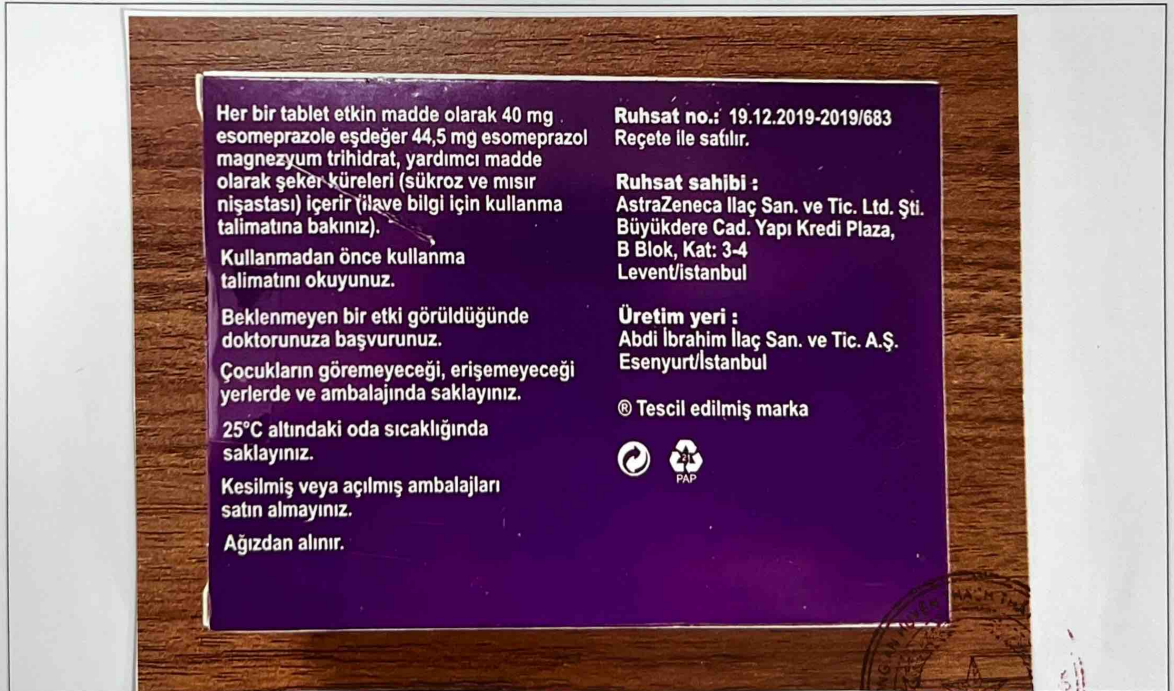 Her bir tablet etkin madde olarak 40 mg
esomeprazole eşdeğer 44,5 mg esomeprazol
magnezyum trihidrat, yardımcı madde
olarak şeker küreleri (sükroz ve mısır
nişastası) içerir (ilave bilgi için kullanma
talimatına bakınız).
Kullanmadan önce kullanma
talimatını okuyunuz.
Beklenmeyen bir etki görüldüğünde
doktorunuza başvurunuz.
Çocukların göremeyeceği, erişemeyeceği
yerlerde ve ambalajında saklayınız.
25°C altındaki oda sıcaklığında
saklayınız.
Kesilmiş veya açılmış ambalajları
satın almayınız.
Ağızdan alınır.
Ruhsat no.: 19.12.2019-2019/683
Reçete ile satılır.
Ruhsat sahibi :
AstraZeneca Ilaç San. ve Tic. Ltd. Şti.
Büyükdere Cad. Yapı Kredi Plaza,
B Blok, Kat: 3-4
Levent/istanbul
Üretim yeri :
Abdi İbrahim İlaç San. ve Tic. A.Ş.
Esenyurt/İstanbul
® Tescil edilmiş marka
21
PAP